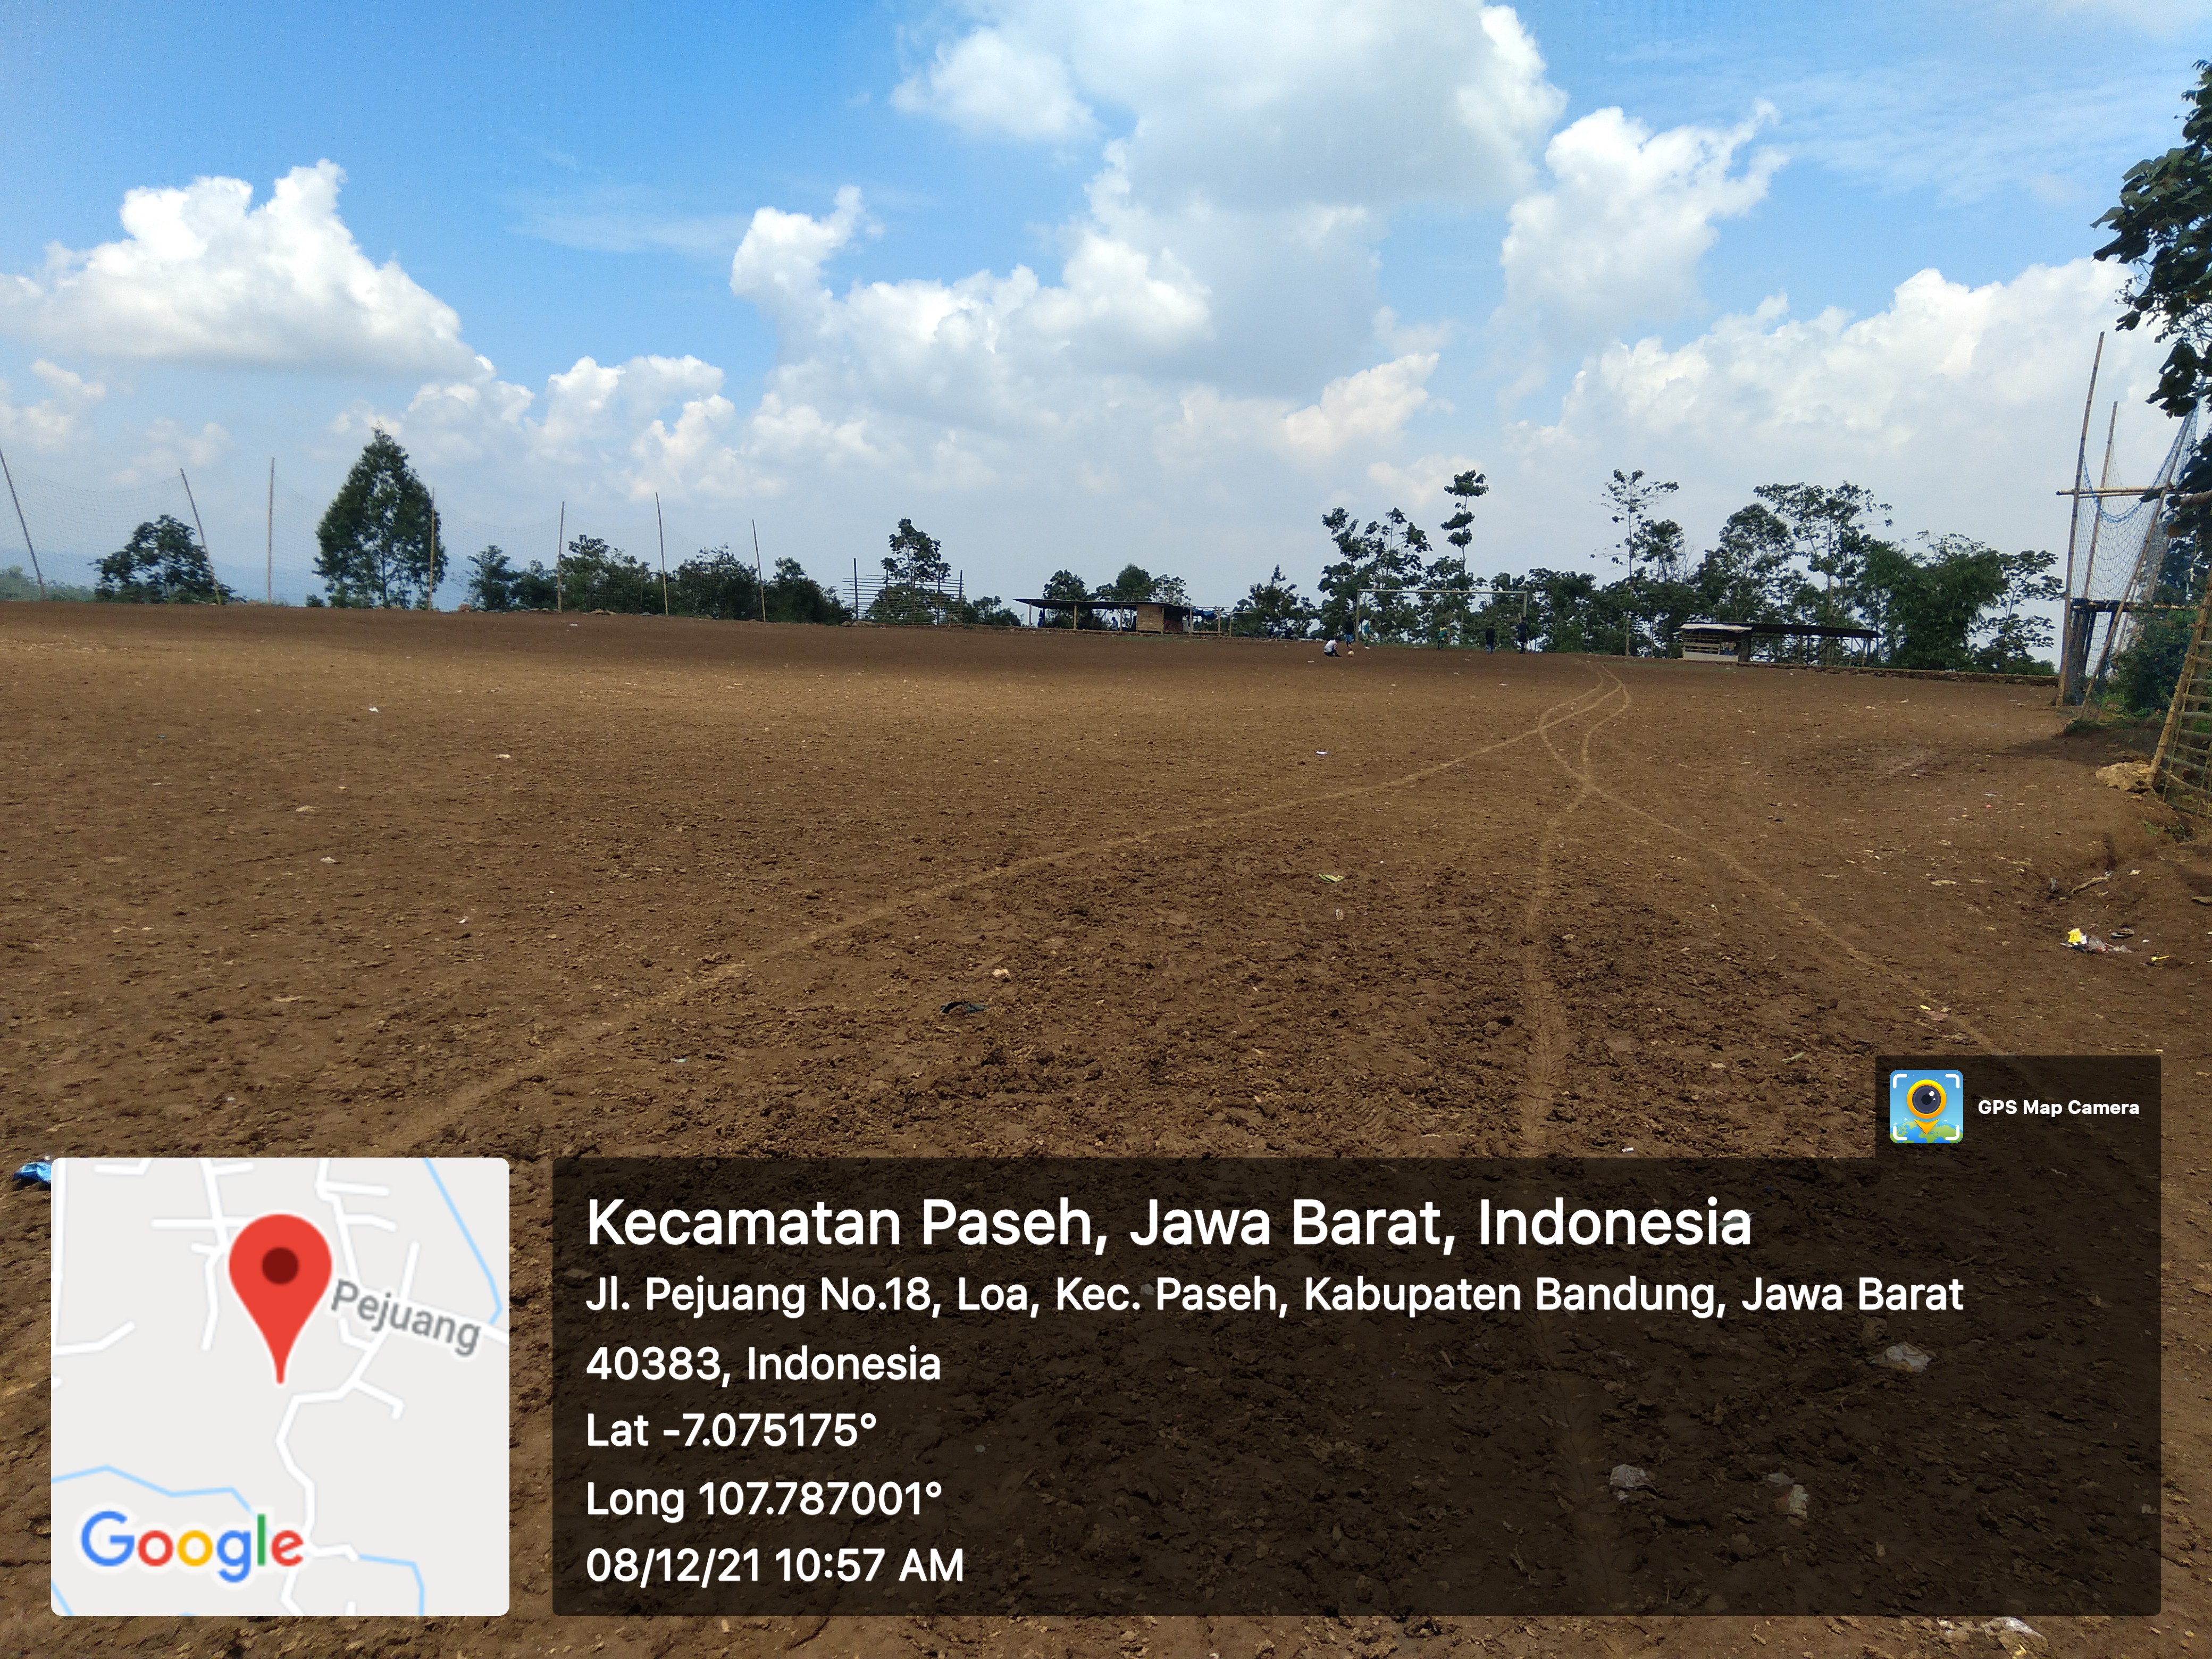 GPS Map Camera
Kecamatan Paseh, Jawa Barat, Indonesia
Jl. Pejuang No.18, Loa, Kec. Paseh, Kabupaten Bandung, Jawa Barat
40383, Indonesia
Lat -7.075175°
Long 107.787001°
08/12/21 10:57 AM
Pejuang
Google